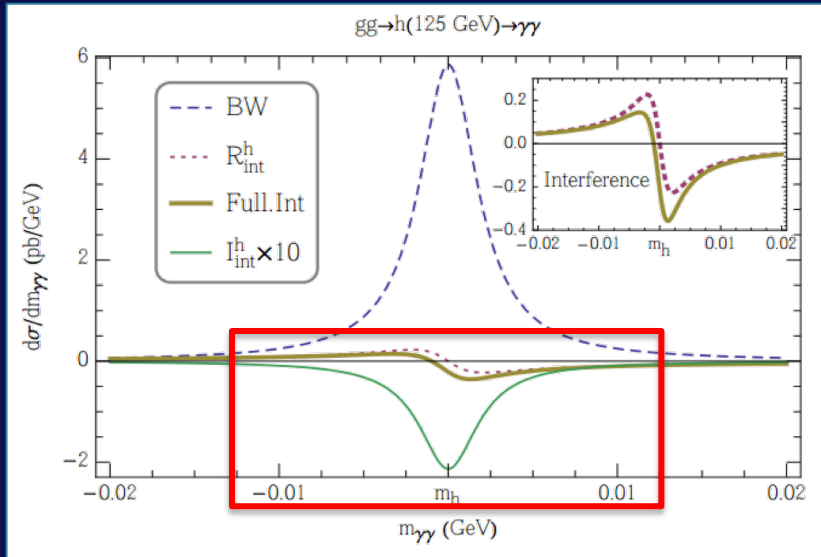 gg→h(125 GeV)→γγ
6
4
2
0
−2
dσ/dmγγ (pb/GeV)
BW
R^h_int
Full.Int
I^h_int×10
0.2
0.0
−0.2
−0.4
Interference
−0.02 −0.01 m_h 0.01 0.02
−0.02 −0.01 m_h 0.01 0.02
mγγ (GeV)